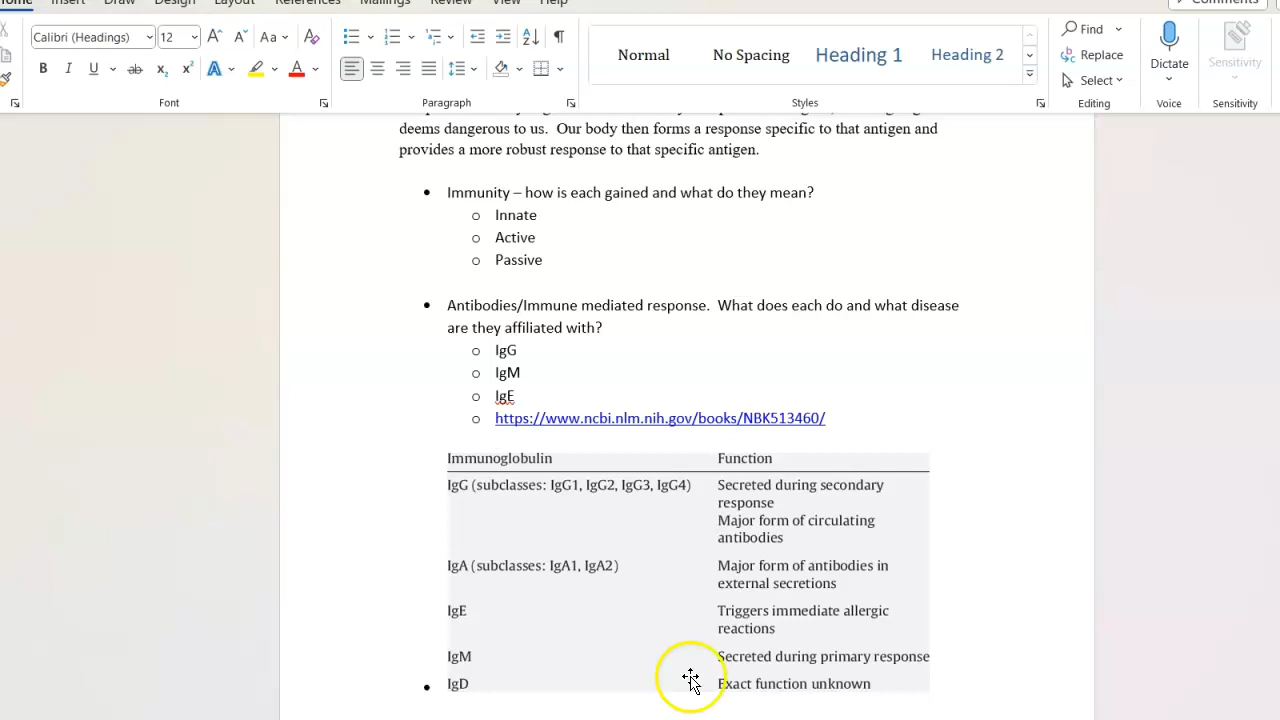 Home Insert Draw Design Layout References Mailings Review View Help Comments
Calibri (Headings) 12 Aa Normal No Spacing Heading 1 Heading 2 Find Replace Select Dictate Sensitivity
Font Paragraph Styles Editing Voice Sensitivity
deems dangerous to us. Our body then forms a response specific to that antigen and
provides a more robust response to that specific antigen.
• Immunity – how is each gained and what do they mean?
o Innate
o Active
o Passive
• Antibodies/Immune mediated response. What does each do and what disease
are they affiliated with?
o IgG
o IgM
o IgE
o https://www.ncbi.nlm.nih.gov/books/NBK513460/
Immunoglobulin Function
IgG (subclasses: IgG1, IgG2, IgG3, IgG4) Secreted during secondary
response
Major form of circulating
antibodies
IgA (subclasses: IgA1, IgA2) Major form of antibodies in
external secretions
IgE Triggers immediate allergic
reactions
IgM Secreted during primary response
• IgD Exact function unknown